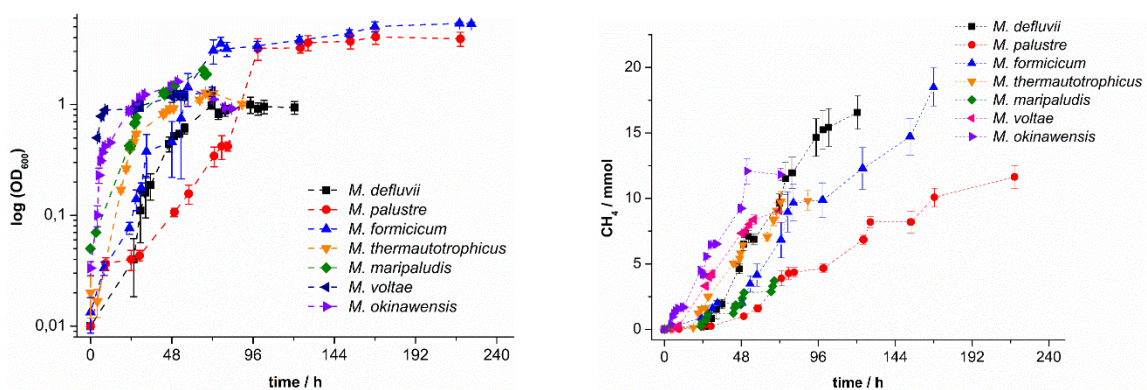 log (OD600)
1
0,1
0,01
0 48 96 144 192 240
time / h
M. defluvii
M. palustre
M. formicicum
M. thermautotrophicus
M. maripaludis
M. voltae
M. okinawensis
CH4 / mmol
20
15
10
5
0
0 48 96 144 192 240
time / h
M. defluvii
M. palustre
M. formicicum
M. thermautotrophicus
M. maripaludis
M. voltae
M. okinawensis